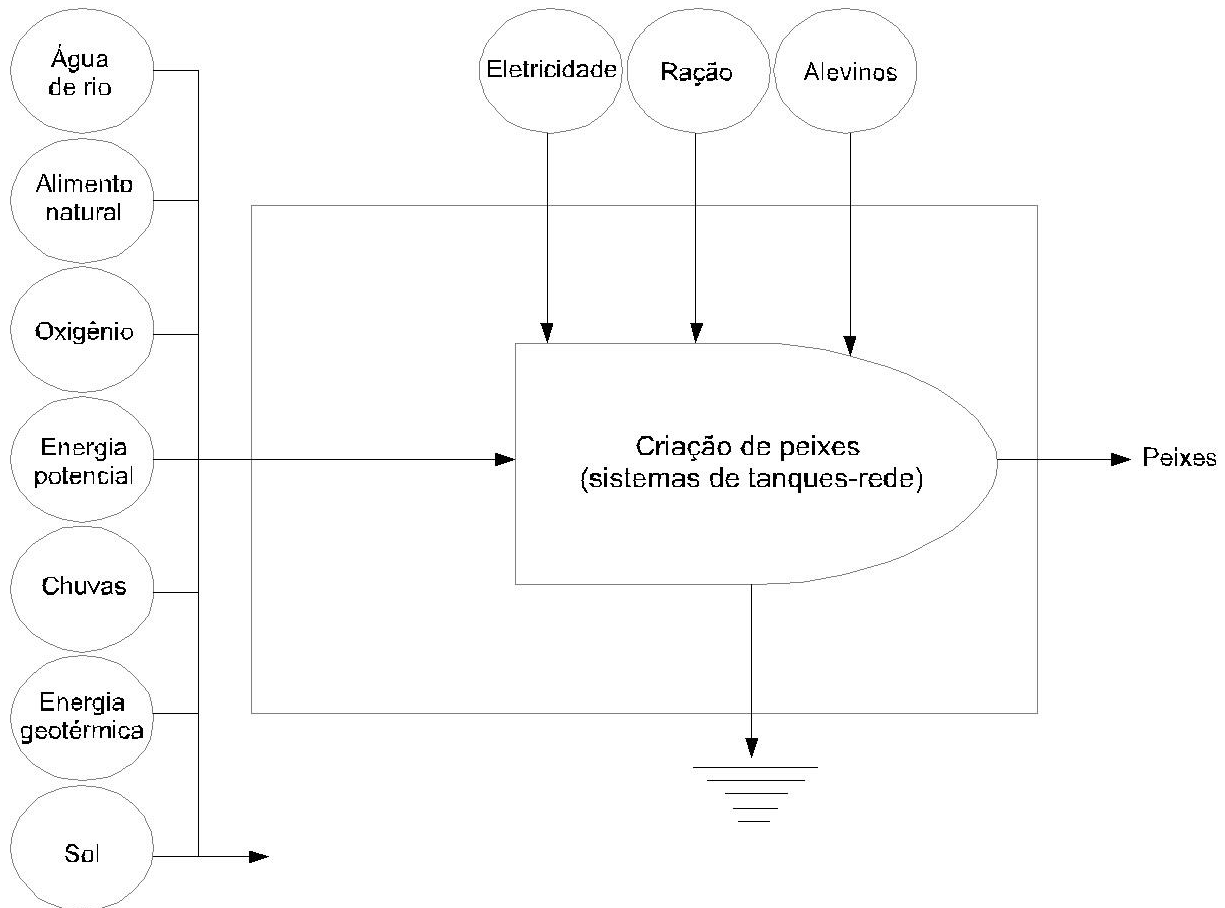 Água
de rio
Eletricidade
Ração
Alevinos
Alimento
natural
Oxigênio
Energia
potencial
Criação de peixes
(sistemas de tanques-rede)
Peixes
Chuvas
Energia
geotérmica
Sol